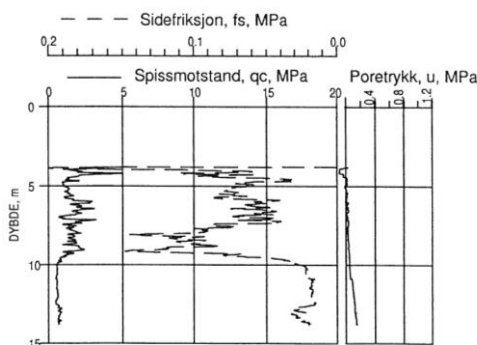 Sidefriksjon, fs, MPa
0,2 0,1 0,0
Spissmotstand, qc, MPa Poretrykk, u, MPa
0 5 10 15 20 0,4 0,8 1,2
0
5
10
15
DYBDE, m